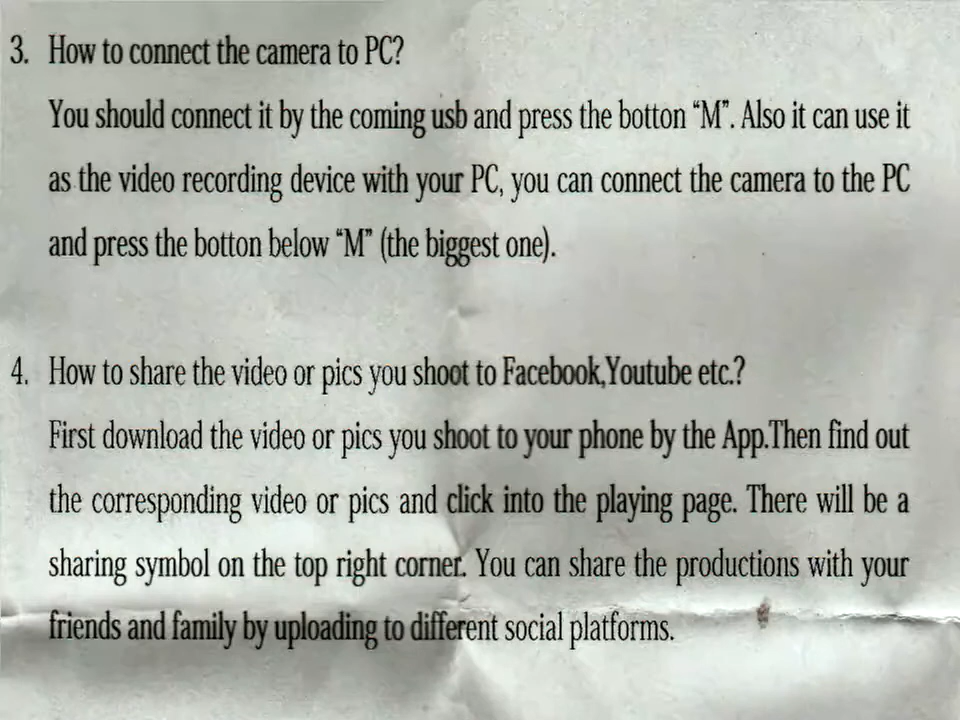 3. How to connect the camera to PC?
You should connect it by the coming usb and press the botton “M”. Also it can use it
as the video recording device with your PC, you can connect the camera to the PC
and press the botton below “M” (the biggest one).
4. How to share the video or pics you shoot to Facebook,Youtube etc.?
First download the video or pics you shoot to your phone by the App.Then find out
the corresponding video or pics and click into the playing page. There will be a
sharing symbol on the top right corner. You can share the productions with your
friends and family by uploading to different social platforms.